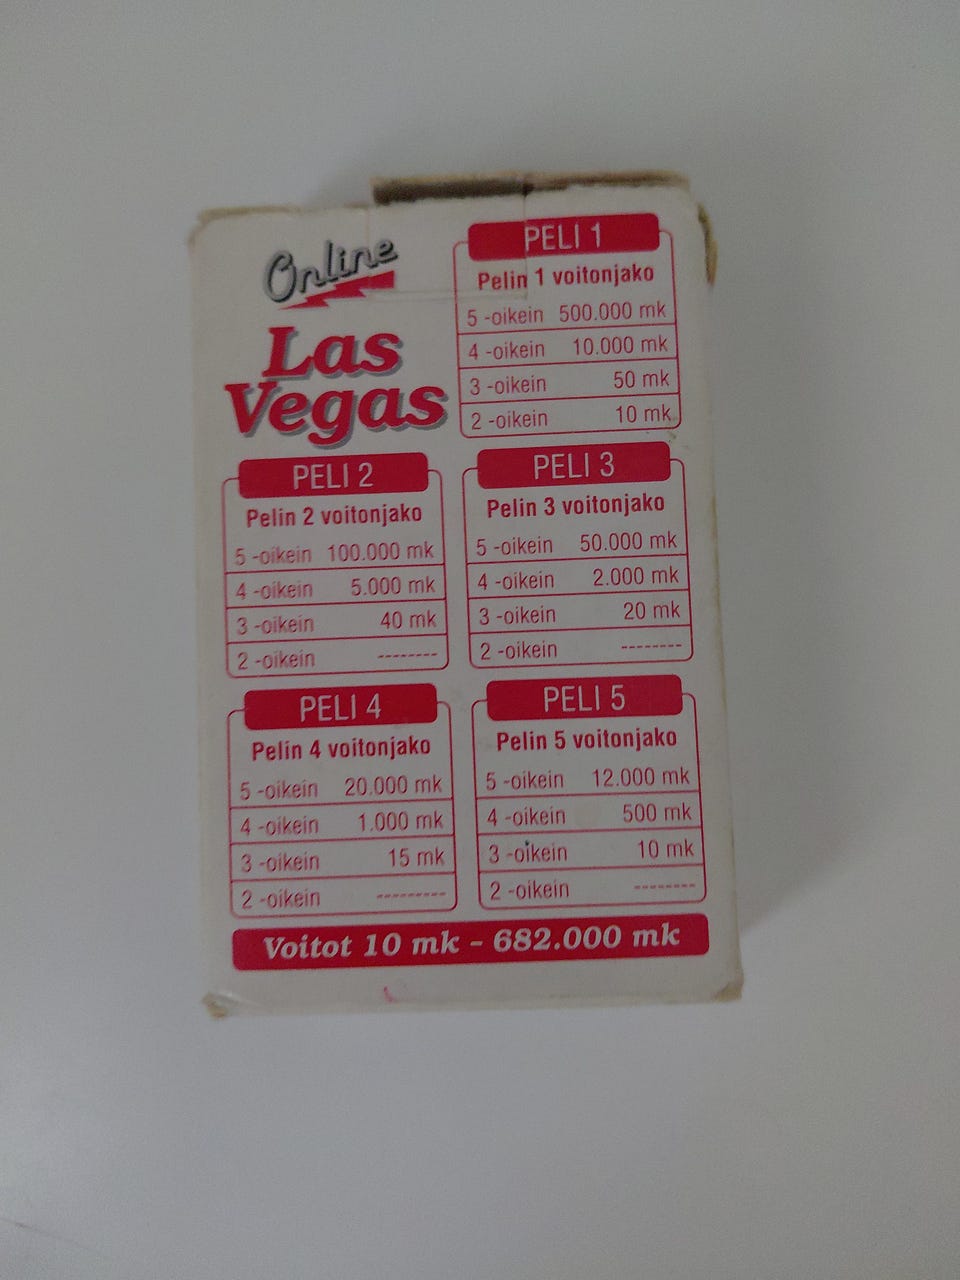 Online
Las
Vegas
PELI 1
Pelin 1 voitonjako
5 -oikein 500.000 mk
4 -oikein 10.000 mk
3 -oikein 50 mk
2 -oikein 10 mk
PELI 2
Pelin 2 voitonjako
5 -oikein 100.000 mk
4 -oikein 5.000 mk
3 -oikein 40 mk
2 -oikein --------
PELI 3
Pelin 3 voitonjako
5 -oikein 50.000 mk
4 -oikein 2.000 mk
3 -oikein 20 mk
2 -oikein --------
PELI 4
Pelin 4 voitonjako
5 -oikein 20.000 mk
4 -oikein 1.000 mk
3 -oikein 15 mk
2 -oikein ---------
PELI 5
Pelin 5 voitonjako
5 -oikein 12.000 mk
4 -oikein 500 mk
3 -oikein 10 mk
2 -oikein --------
Voitot 10 mk - 682.000 mk